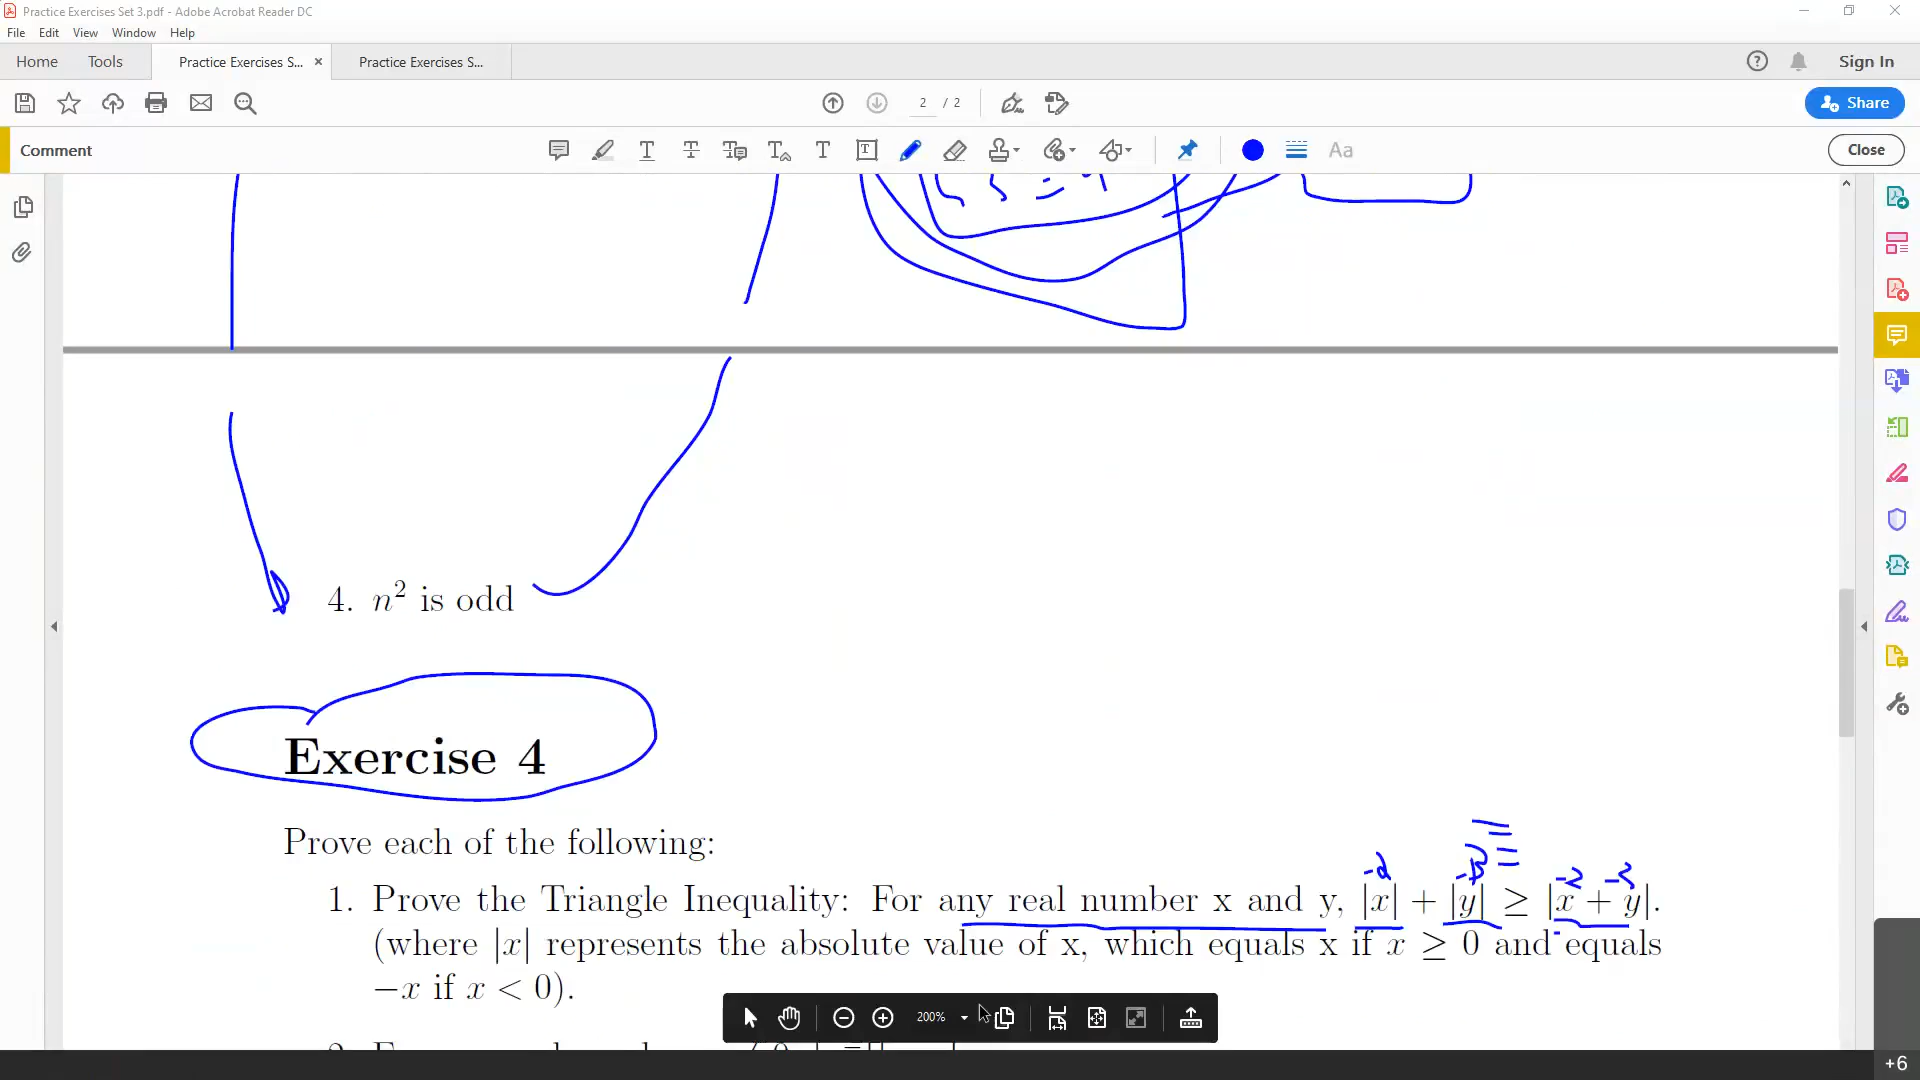 Practice Exercises Set 3.pdf - Adobe Acrobat Reader DC
File Edit View Window Help
Home Tools Practice Exercises S... × Practice Exercises S... Sign In
2 / 2 Share
Comment Aa Close
4. n² is odd
Exercise 4
Prove each of the following:
-2 -2 -3
1. Prove the Triangle Inequality: For any real number x and y, |x| + |y| ≥ |x + y|.
(where |x| represents the absolute value of x, which equals x if x ≥ 0 and equals
−x if x < 0).
200%
+6